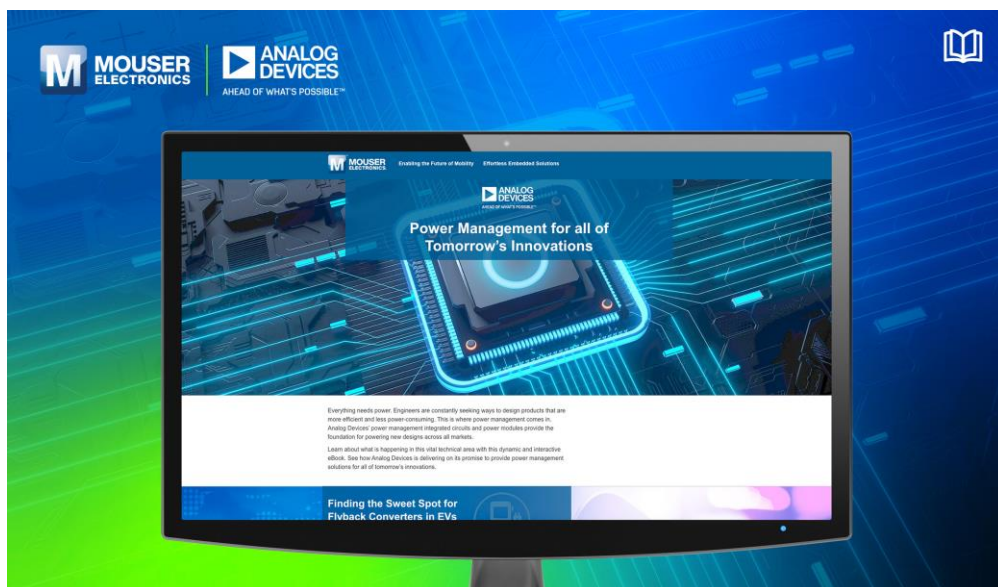 M MOUSER ELECTRONICS
ANALOG DEVICES
AHEAD OF WHAT'S POSSIBLE™
M MOUSER ELECTRONICS
Enabling the Future of Mobility
Effortless Embedded Solutions
ANALOG DEVICES
AHEAD OF WHAT'S POSSIBLE™
Power Management for all of
Tomorrow's Innovations
Everything needs power. Engineers are constantly seeking ways to design products that are
more efficient and less power-consuming. This is where power management comes in.
Analog Devices' power management integrated circuits and power modules provide the
foundation for powering new designs across all markets.
Learn about what is happening in this vital technical area with this dynamic and interactive
eBook. See how Analog Devices is delivering on its promise to provide power management
solutions for all of tomorrow's innovations.
Finding the Sweet Spot for
Flyback Converters in EVs